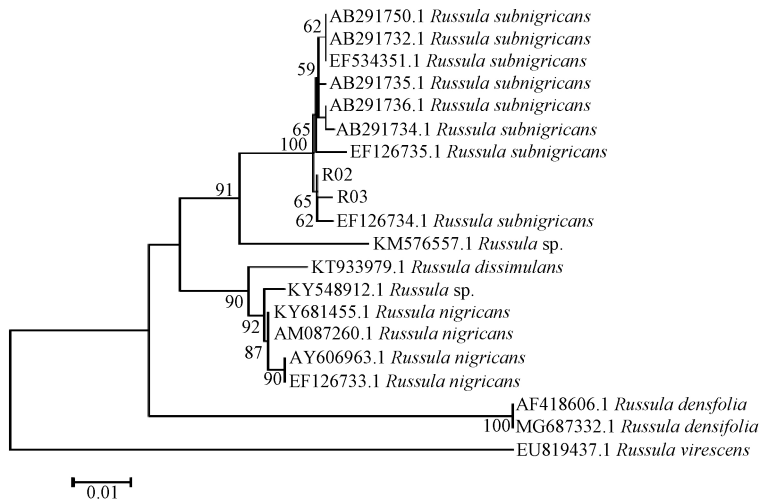 AB291750.1 Russula subnigricans
62
AB291732.1 Russula subnigricans
EF534351.1 Russula subnigricans
59
AB291735.1 Russula subnigricans
AB291736.1 Russula subnigricans
65
AB291734.1 Russula subnigricans
100
EF126735.1 Russula subnigricans
R02
91
65
R03
62
EF126734.1 Russula subnigricans
KM576557.1 Russula sp.
KT933979.1 Russula dissimulans
KY548912.1 Russula sp.
90
KY681455.1 Russula nigricans
92
AM087260.1 Russula nigricans
87
AY606963.1 Russula nigricans
90
EF126733.1 Russula nigricans
AF418606.1 Russula densfolia
100
MG687332.1 Russula densifolia
EU819437.1 Russula virescens
0.01